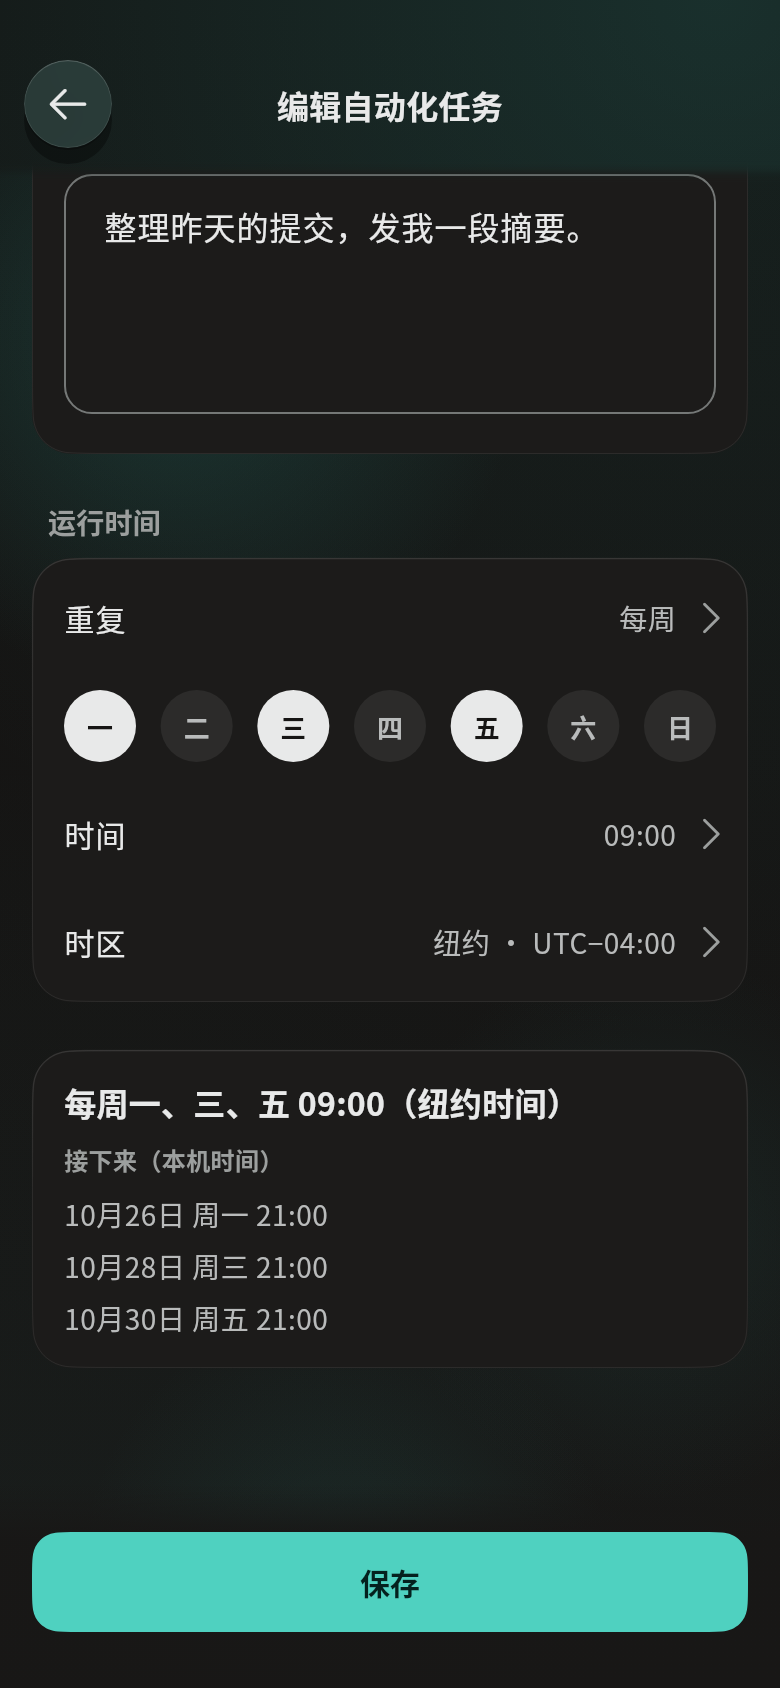 编辑自动化任务
整理昨天的提交，发我一段摘要。
运行时间
重复 每周
一 二 三 四 五 六 日
时间 09:00
时区 纽约 · UTC−04:00
每周一、三、五 09:00（纽约时间）
接下来（本机时间）
10月26日 周一 21:00
10月28日 周三 21:00
10月30日 周五 21:00
保存